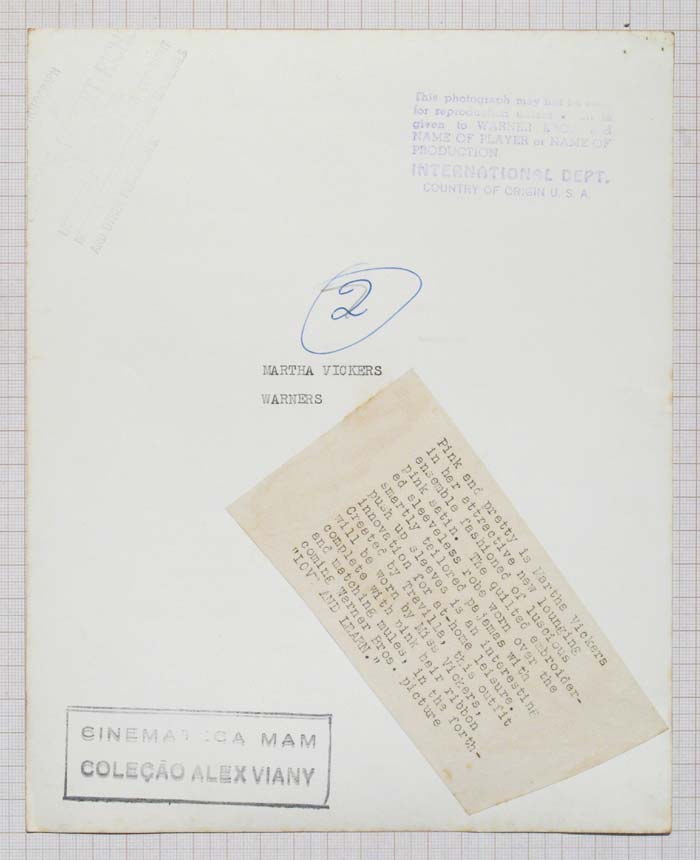 This photograph may not be
for reproduction
given to WARNER BROS.
NAME OF PLAYER or NAME OF
PRODUCTION
INTERNATIONAL DEPT.
COUNTRY OF ORIGIN U. S. A.
AND
2
MARTHA VICKERS
WARNERS
Pink and pretty is Martha Vickers
in her attractive new lounging
ensemble fashioned of luscious
pink satin. The quilted embroider-
ed sleeveless robe worn over the
smartly tailored pajamas with
push up sleeves is an interesting
innovation for at-home leisure.
Created by Travilla, this outfit
will be worn by Miss Vickers,
complete with pink hair ribbon
and matching mules, in the forth-
coming Warner Bros. picture
"LOV AND LEARN."
CINEMATECA MAM
COLEÇÃO ALEX VIANY